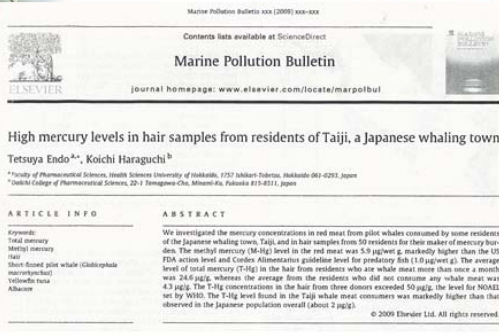 Marine Pollution Bulletin xxx (2009) xxx–xxx
Contents lists available at ScienceDirect
Marine Pollution Bulletin
journal homepage: www.elsevier.com/locate/marpolbul
ELSEVIER
High mercury levels in hair samples from residents of Taiji, a Japanese whaling town
Tetsuya Endo a,*, Koichi Haraguchi b
a Faculty of Pharmaceutical Sciences, Health Sciences University of Hokkaido, 1757 Ishikari-Tobetsu, Hokkaido 061-0293, Japan
b Daiichi College of Pharmaceutical Sciences, 22-1 Tamagawa-Cho, Minami-Ku, Fukuoka 815-8511, Japan
ARTICLE INFO
Keywords:
Total mercury
Methyl mercury
Hair
Short-finned pilot whale (Globicephala
macrorhynchus)
Yellowfin tuna
Albacore
ABSTRACT
We investigated the mercury concentrations in red meat from pilot whales consumed by some residents
of the Japanese whaling town, Taiji, and in hair samples from 50 residents for their maker of mercury bur-
den. The methyl mercury (M-Hg) level in the red meat was 5.9 μg/wet g, markedly higher than the US
FDA action level and Codex Alimentarius guideline level for predatory fish (1.0 μg/wet g). The average
level of total mercury (T-Hg) in the hair from residents who ate whale meat more than once a month
was 24.6 μg/g, whereas the average from the residents who did not consume any whale meat was
4.3 μg/g. The T-Hg concentrations in the hair from three donors exceeded 50 μg/g, the level for NOAEL
set by WHO. The T-Hg level found in the Taiji whale meat consumers was markedly higher than that
observed in the Japanese population overall (about 2 μg/g).
© 2009 Elsevier Ltd. All rights reserved.